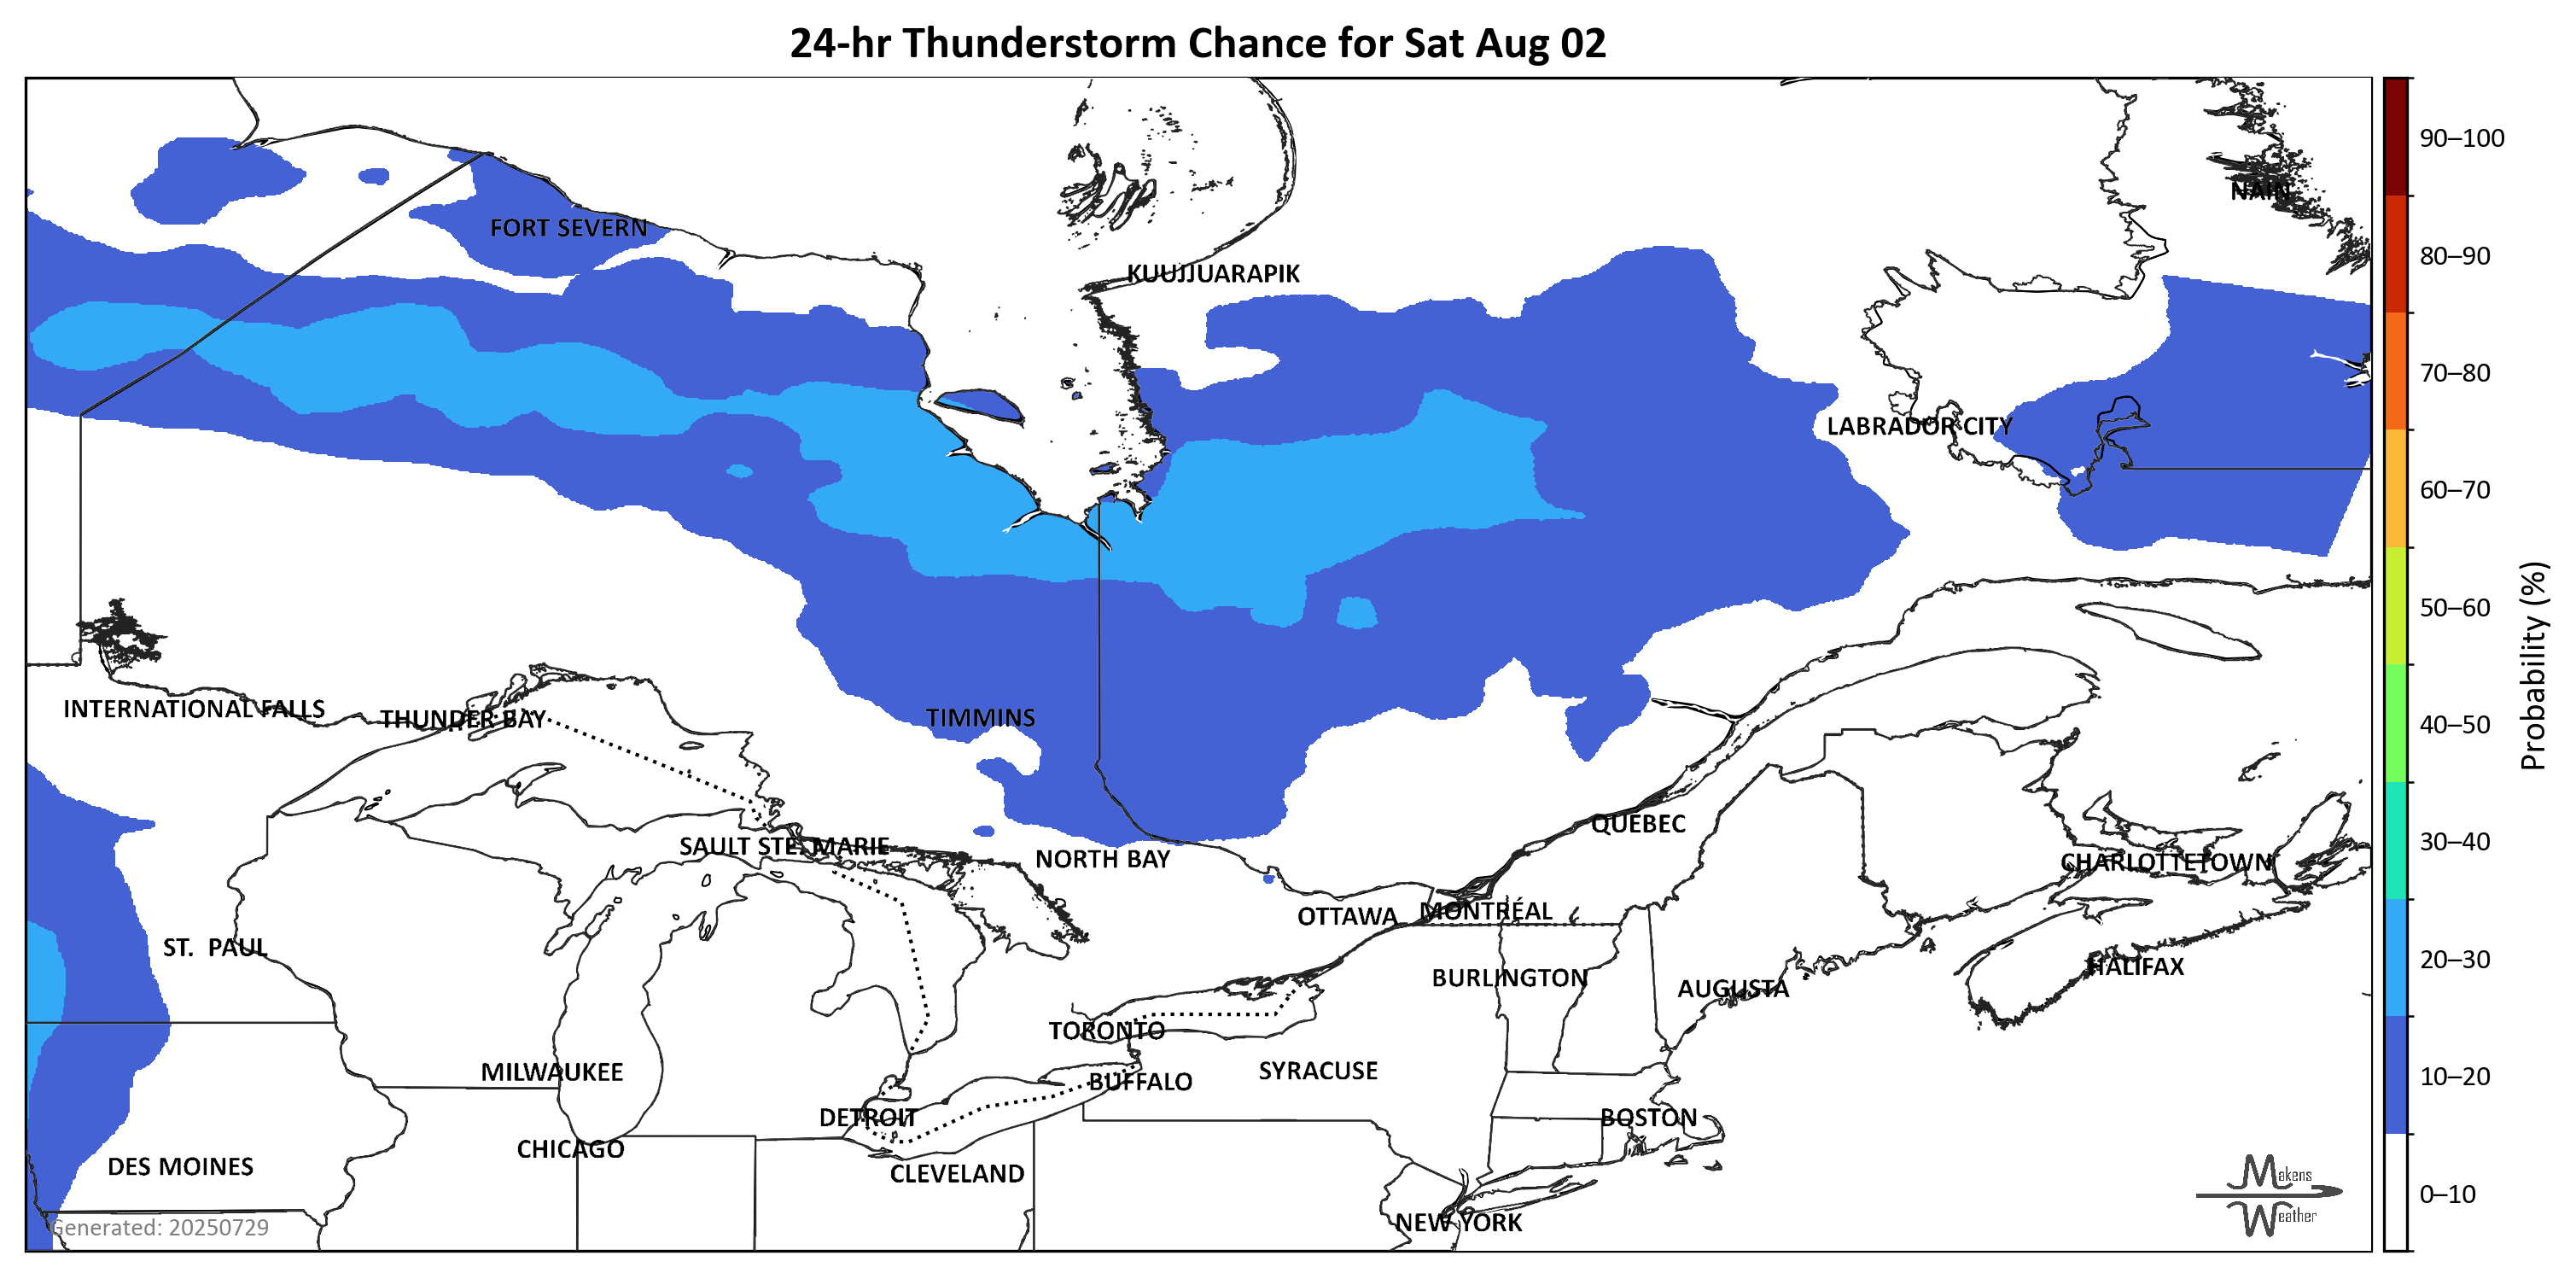 24-hr Thunderstorm Chance for Sat Aug 02
90–100
NAIN
FORT SEVERN
80–90
KUUJJUARAPIK
70–80
LABRADOR CITY
60–70
50–60
Probability (%)
INTERNATIONAL FALLS
THUNDER BAY
TIMMINS
40–50
QUEBEC
30–40
SAULT STE. MARIE
NORTH BAY
CHARLOTTETOWN
OTTAWA
MONTRÉAL
ST. PAUL
20–30
HALIFAX
BURLINGTON
AUGUSTA
TORONTO
MILWAUKEE
SYRACUSE
BUFFALO
10–20
DETROIT
BOSTON
CHICAGO
DES MOINES
CLEVELAND
Makens
Weather
0–10
Generated: 20250729
NEW YORK